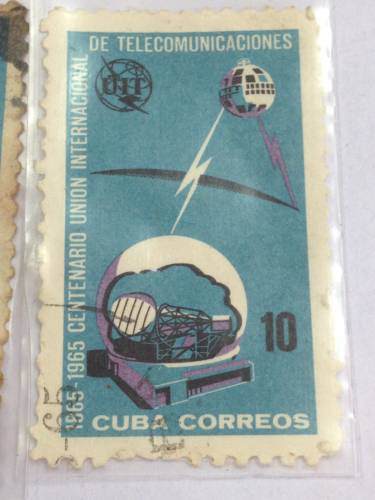 1865-1965 CENTENARIO UNION INTERNACIONAL
DE TELECOMUNICACIONES
UIT
10
CUBA CORREOS